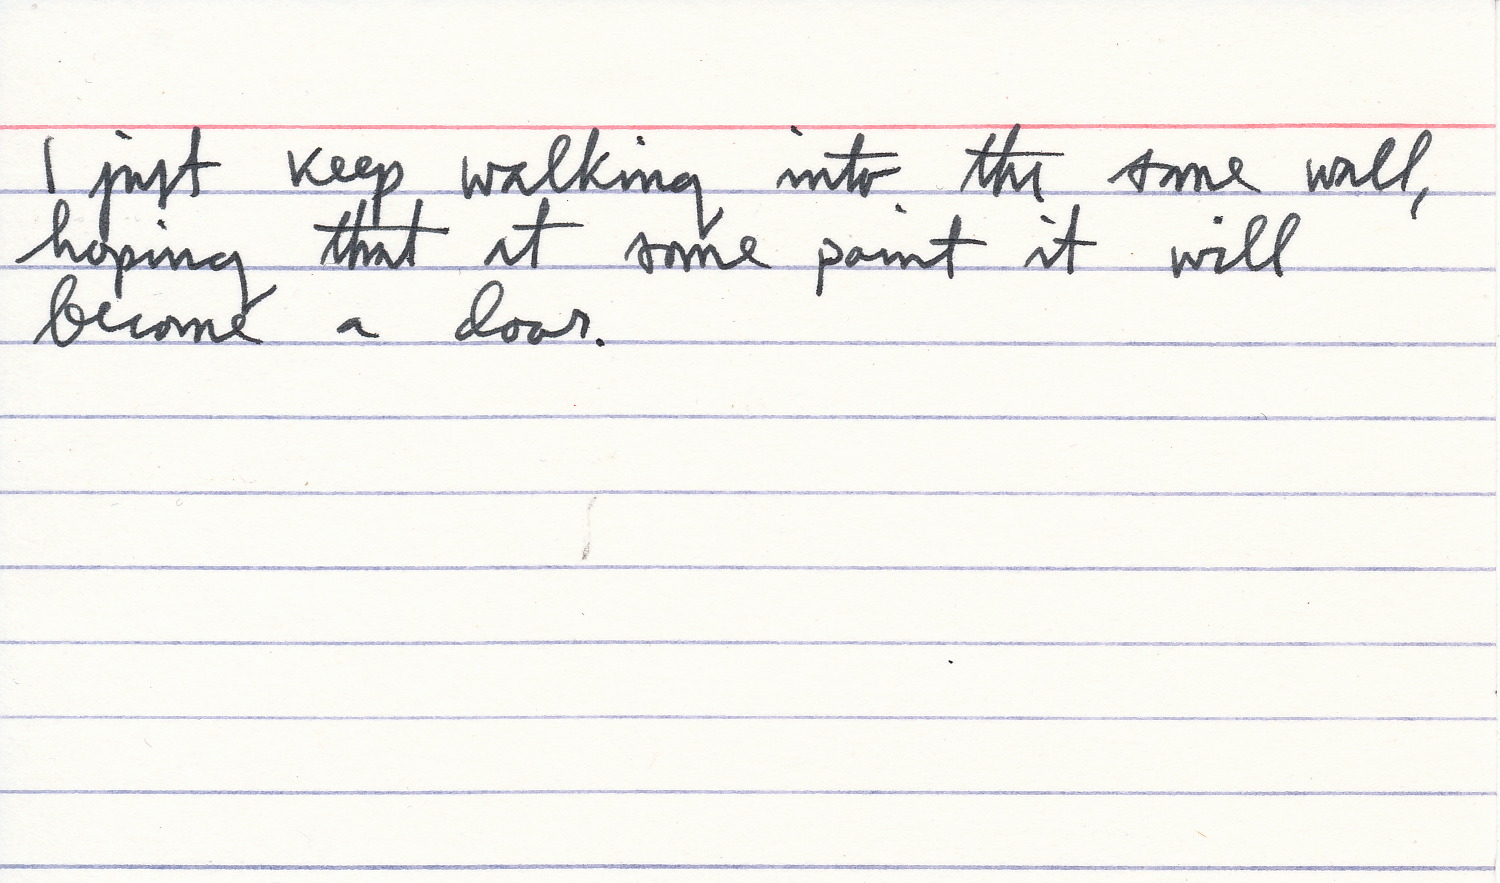 I just keep walking into the same wall,
hoping that at some point it will
become a door.